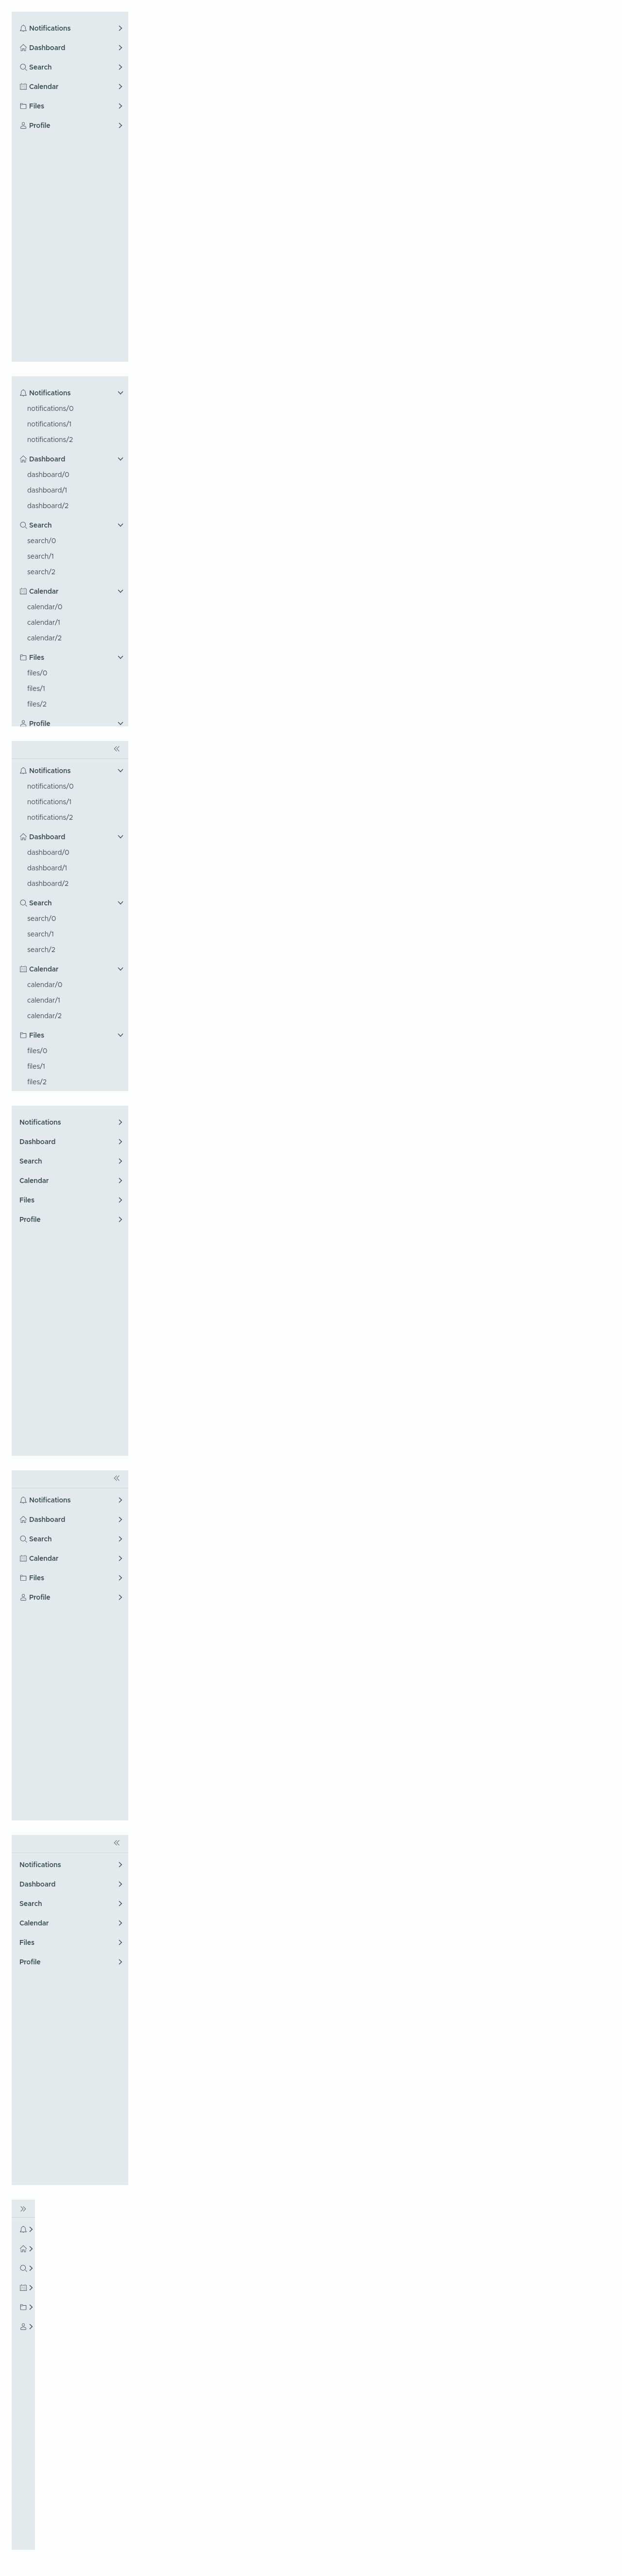 Notifications
Dashboard
Search
Calendar
Files
Profile
Notifications
notifications/0
notifications/1
notifications/2
Dashboard
dashboard/0
dashboard/1
dashboard/2
Search
search/0
search/1
search/2
Calendar
calendar/0
calendar/1
calendar/2
Files
files/0
files/1
files/2
Profile
Notifications
notifications/0
notifications/1
notifications/2
Dashboard
dashboard/0
dashboard/1
dashboard/2
Search
search/0
search/1
search/2
Calendar
calendar/0
calendar/1
calendar/2
Files
files/0
files/1
files/2
Notifications
Dashboard
Search
Calendar
Files
Profile
Notifications
Dashboard
Search
Calendar
Files
Profile
Notifications
Dashboard
Search
Calendar
Files
Profile